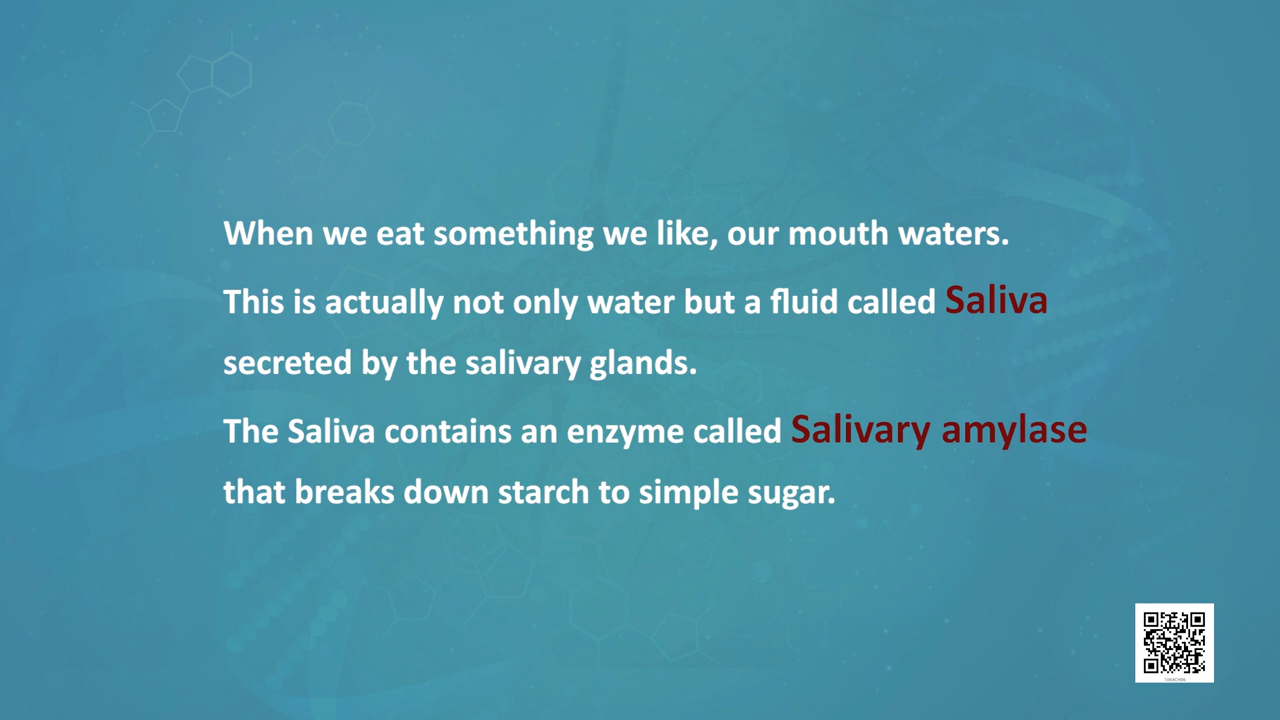 When we eat something we like, our mouth waters.
This is actually not only water but a fluid called Saliva
secreted by the salivary glands.
The Saliva contains an enzyme called Salivary amylase
that breaks down starch to simple sugar.